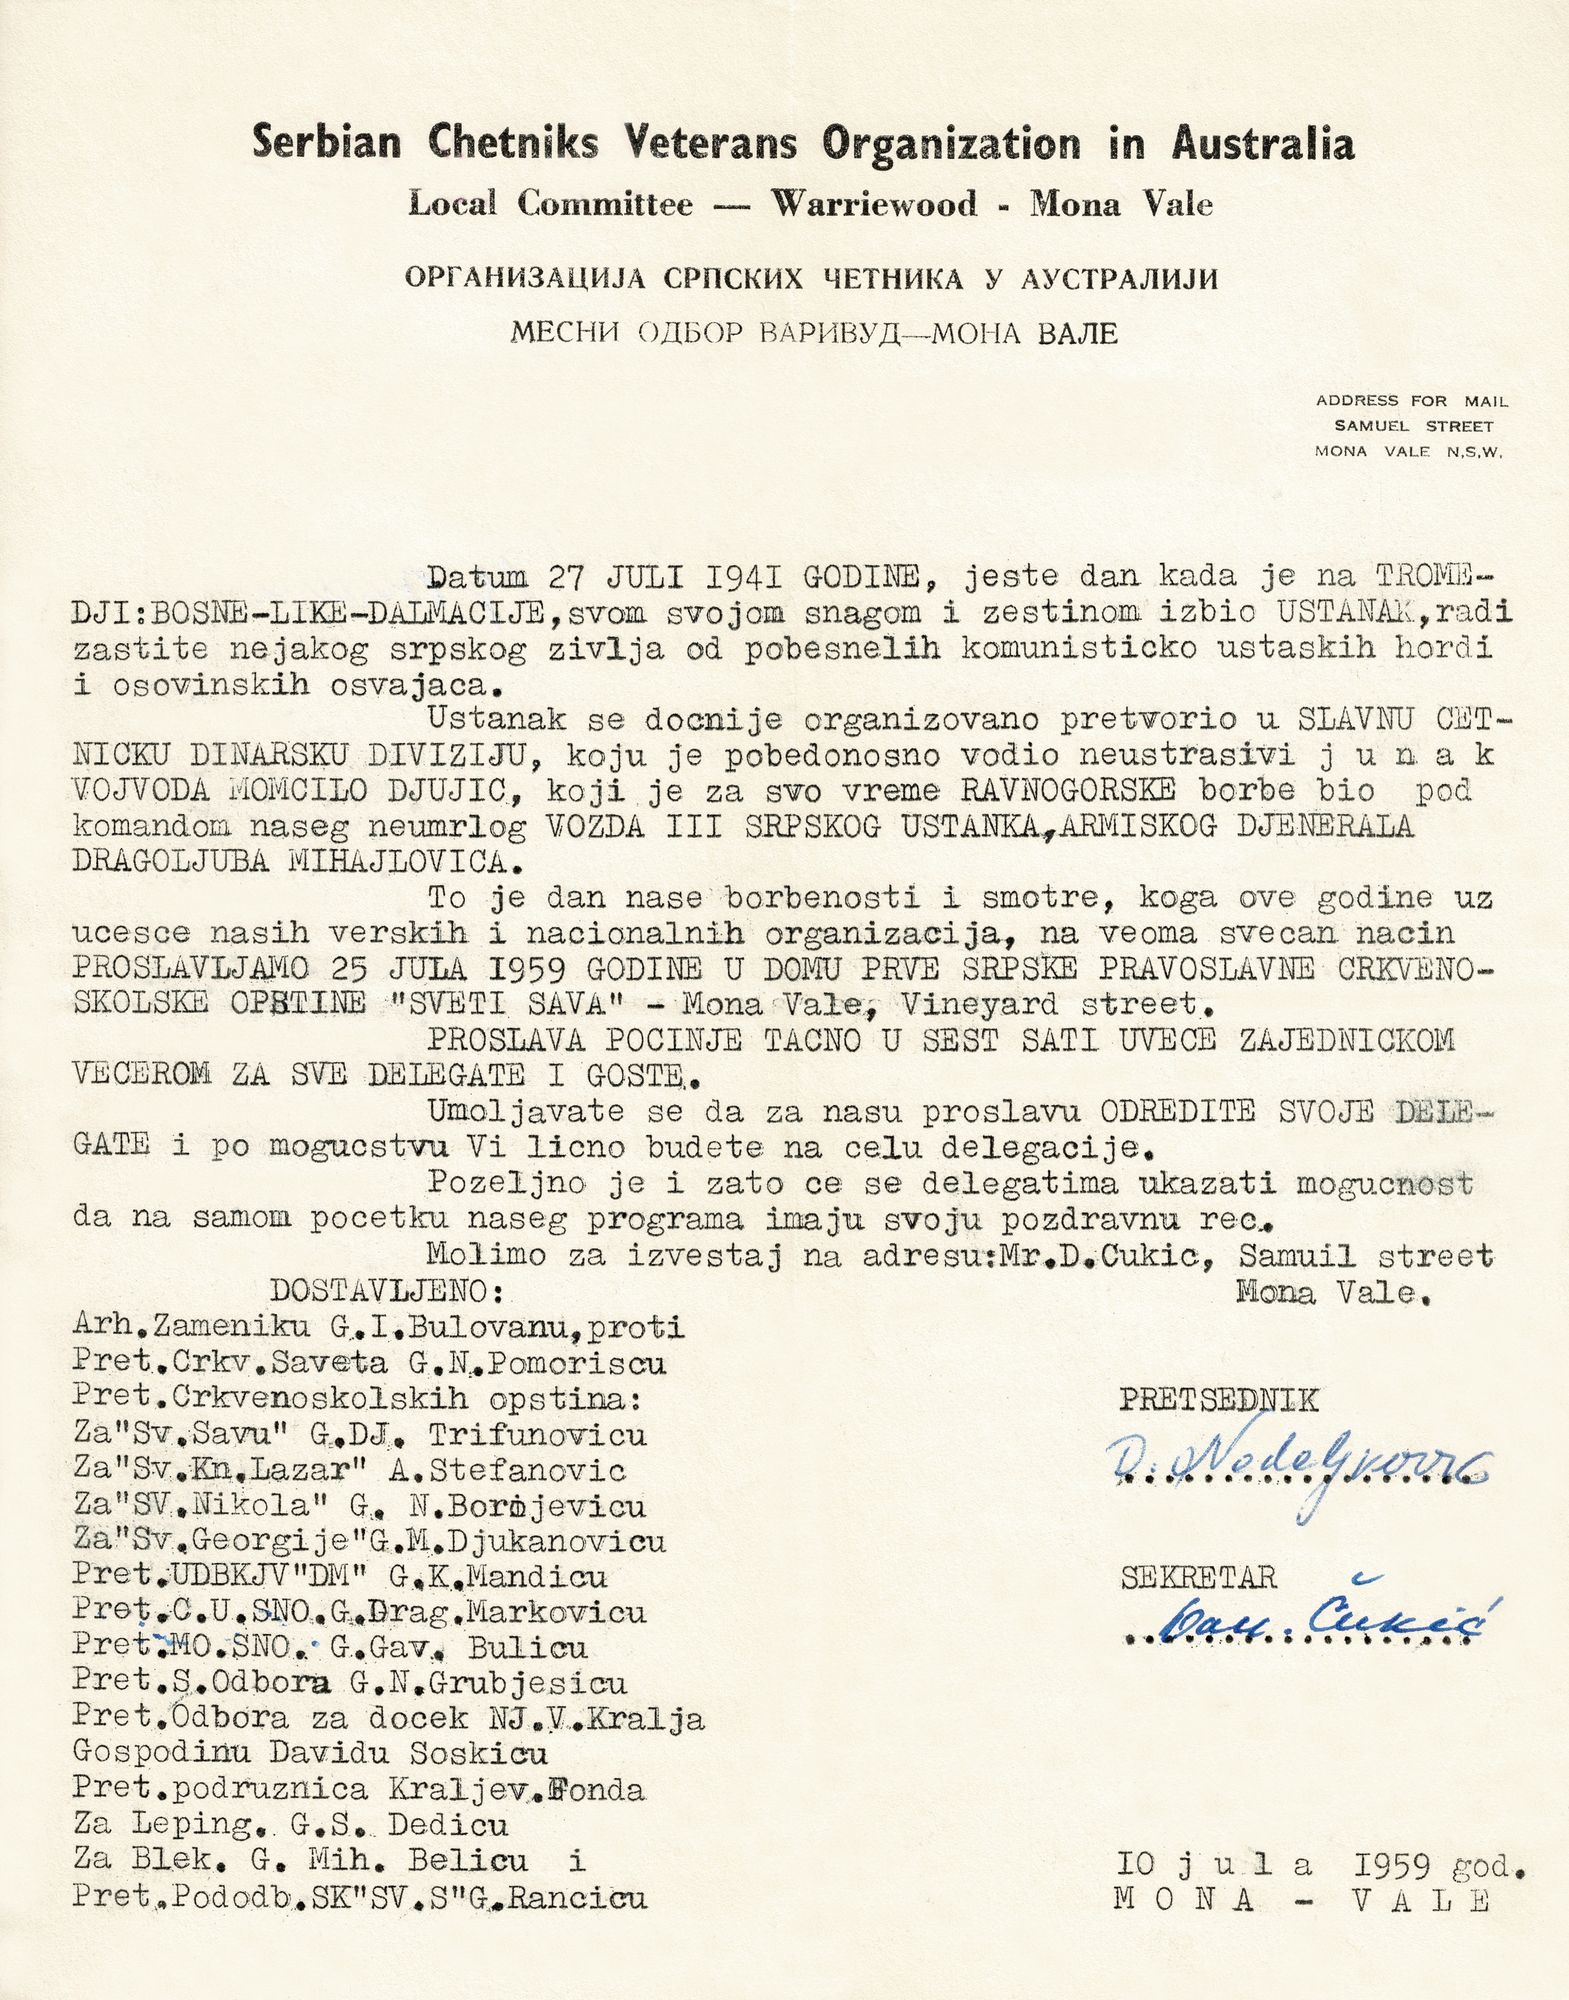 Serbian Chetniks Veterans Organization in Australia
Local Committee — Warriewood - Mona Vale
ОРГАНИЗАЦИЈА СРПСКИХ ЧЕТНИКА У АУСТРАЛИЈИ
МЕСНИ ОДБОР ВАРИВУД—МОНА ВАЛЕ
ADDRESS FOR MAIL
SAMUEL STREET
MONA VALE N.S.W.
Datum 27 JULI I94I GODINE, jeste dan kada je na TROME-
DJI:BOSNE-LIKE-DALMACIJE,svom svojom snagom i zestinom izbio USTANAK,radi
zastite nejakog srpskog zivlja od pobesnelih komunisticko ustaskih hordi
i osovinskih osvajaca.
Ustanak se docnije organizovano pretvorio u SLAVNU CET-
NICKU DINARSKU DIVIZIJU, koju je pobedonosno vodio neustrasivi j u n a k
VOJVODA MOMCILO DJUJIC, koji je za svo vreme RAVNOGORSKE borbe bio pod
komandom naseg neumrlog VOZDA III SRPSKOG USTANKA,ARMISKOG DJENERALA
DRAGOLJUBA MIHAJLOVICA.
To je dan nase borbenosti i smotre, koga ove godine uz
ucesce nasih verskih i nacionalnih organizacija, na veoma svecan nacin
PROSLAVLJAMO 25 JULA I959 GODINE U DOMU PRVE SRPSKE PRAVOSLAVNE CRKVENO-
SKOLSKE OPSTINE "SVETI SAVA" - Mona Vale, Vineyard street.
PROSLAVA POCINJE TACNO U SEST SATI UVECE ZAJEDNICKOM
VECEROM ZA SVE DELEGATE I GOSTE.
Umoljavate se da za nasu proslavu ODREDITE SVOJE DELE-
GATE i po mogucstvu Vi licno budete na celu delegacije.
Pozeljno je i zato ce se delegatima ukazati mogucnost
da na samom pocetku naseg programa imaju svoju pozdravnu rec.
Molimo za izvestaj na adresu:Mr.D.Cukic, Samuil street
DOSTAVLJENO: Mona Vale.
Arh.Zameniku G.I.Bulovanu,proti
Pret.Crkv.Saveta G.N.Pomoriscu
Pret.Crkvenoskolskih opstina:
Za"Sv.Savu" G.DJ. Trifunovicu
Za"Sv.Kn.Lazar" A.Stefanovic
Za"SV.Nikola" G. N.Bornjevicu
Za"Sv.Georgije"G.M.Djukanovicu
Pret.UDBKJV"DM" G.K.Mandicu
Pret.C.U.SNO.G.Drag.Markovicu
Pret.MO.SNO. G.Gav. Bulicu
Pret.S.Odbora G.N.Grubjesicu
Pret.Odbora za docek NJ.V.Kralja
Gospodinu Davidu Soskicu
Pret.podruznica Kraljev.Fonda
Za Leping. G.S. Dedicu
Za Blek. G. Mih. Belicu i
Pret.Pododb.SK"SV.S"G.Rancicu
PRETSEDNIK
D. Nedeljkovic
SEKRETAR
Dan. Čukić
IO j u l a I959 god.
M O N A - V A L E